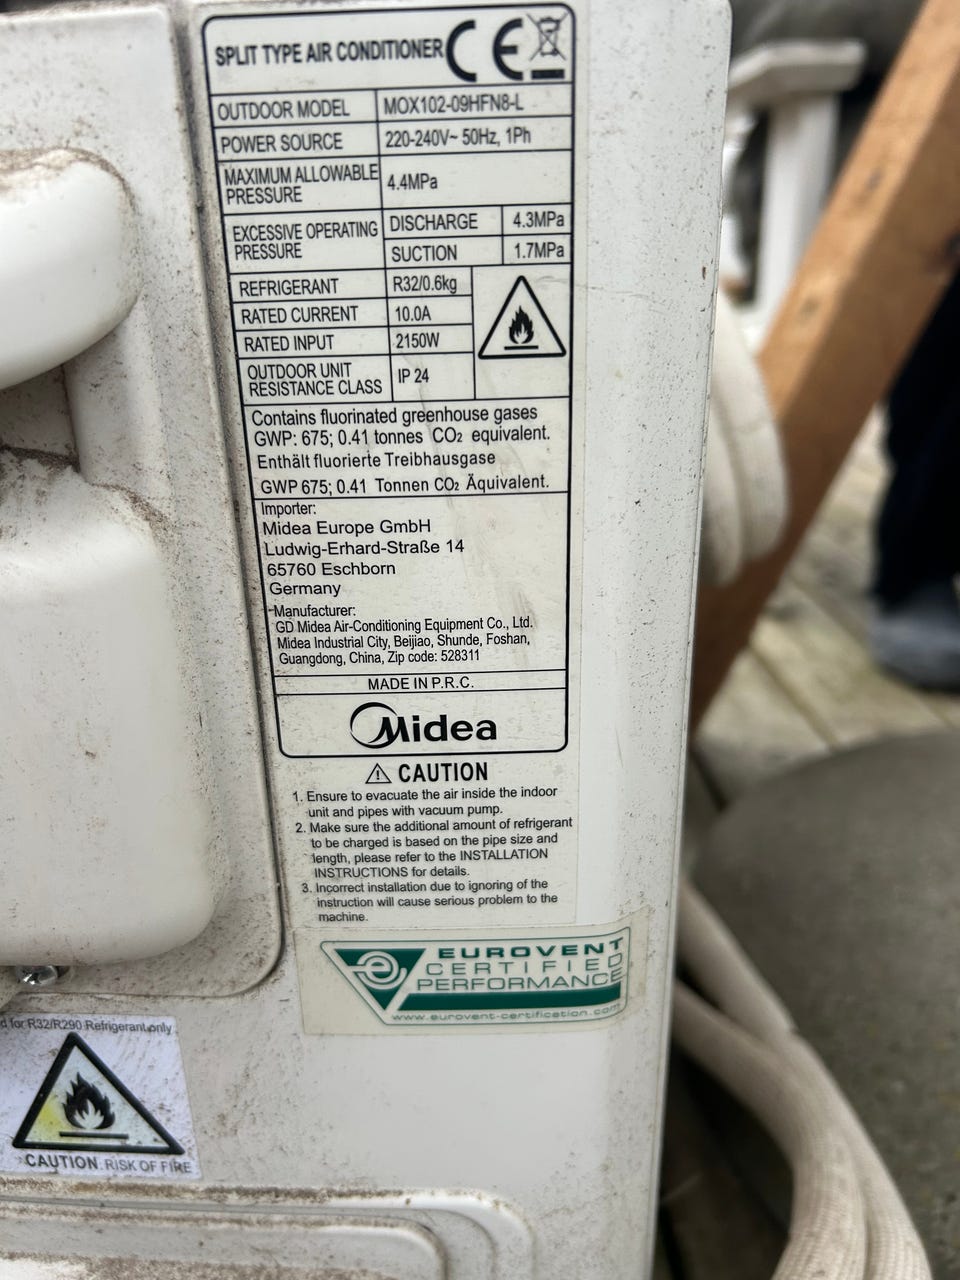 SPLIT TYPE AIR CONDITIONER CE
OUTDOOR MODEL MOX102-09HFN8-L
POWER SOURCE 220-240V~ 50Hz, 1Ph
MAXIMUM ALLOWABLE
PRESSURE
4.4MPa
EXCESSIVE OPERATING
PRESSURE
DISCHARGE 4.3MPa
SUCTION 1.7MPa
REFRIGERANT R32/0.6kg
RATED CURRENT 10.0A
RATED INPUT 2150W
OUTDOOR UNIT
RESISTANCE CLASS
IP 24
Contains fluorinated greenhouse gases
GWP: 675; 0.41 tonnes CO₂ equivalent.
Enthält fluorierte Treibhausgase
GWP 675; 0.41 Tonnen CO₂ Äquivalent.
Importer:
Midea Europe GmbH
Ludwig-Erhard-Straße 14
65760 Eschborn
Germany
Manufacturer:
GD Midea Air-Conditioning Equipment Co., Ltd.
Midea Industrial City, Beijiao, Shunde, Foshan,
Guangdong, China, Zip code: 528311
MADE IN P.R.C.
Midea
CAUTION
1. Ensure to evacuate the air inside the indoor
unit and pipes with vacuum pump.
2. Make sure the additional amount of refrigerant
to be charged is based on the pipe size and
length, please refer to the INSTALLATION
INSTRUCTIONS for details.
3. Incorrect installation due to ignoring of the
instruction will cause serious problem to the
machine.
EUROVENT
CERTIFIED
PERFORMANCE
www.eurovent-certification.com
for R32/R290 Refrigerant only
CAUTION: RISK OF FIRE